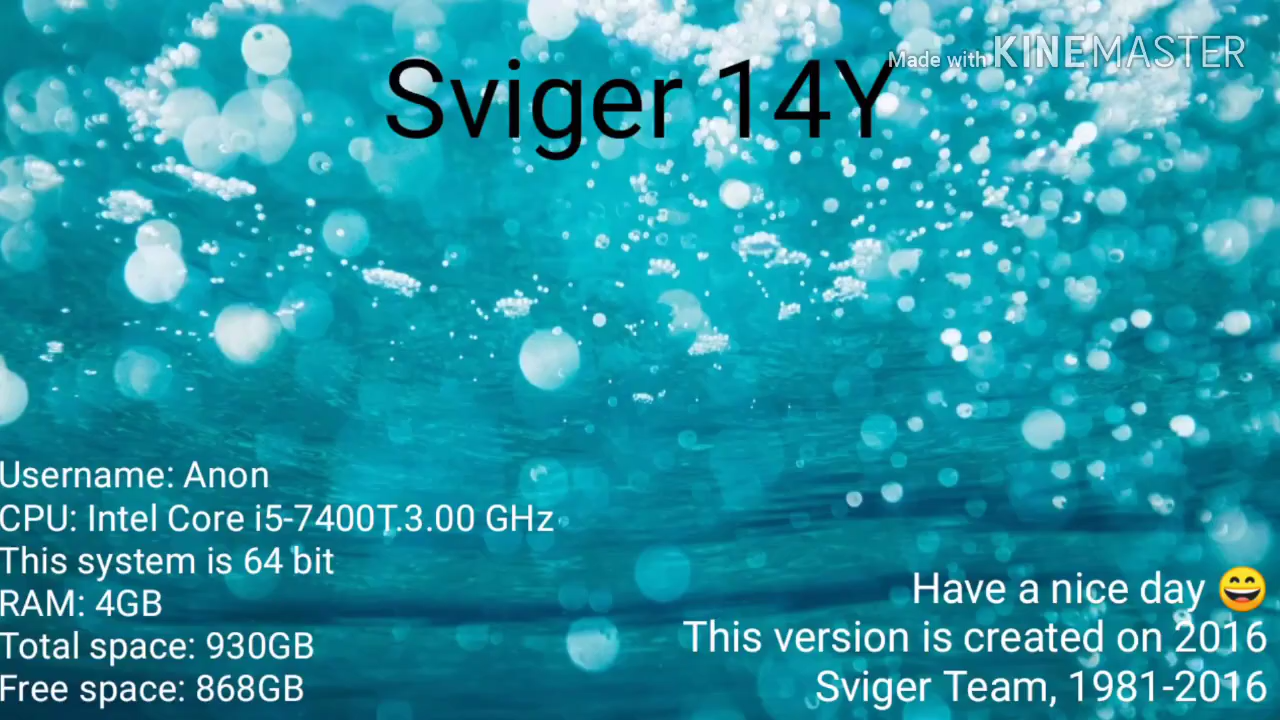 Made with KINEMASTER
Sviger 14Y
Username: Anon
CPU: Intel Core i5-7400T.3.00 GHz
This system is 64 bit
RAM: 4GB
Total space: 930GB
Free space: 868GB
Have a nice day 😄
This version is created on 2016
Sviger Team, 1981-2016